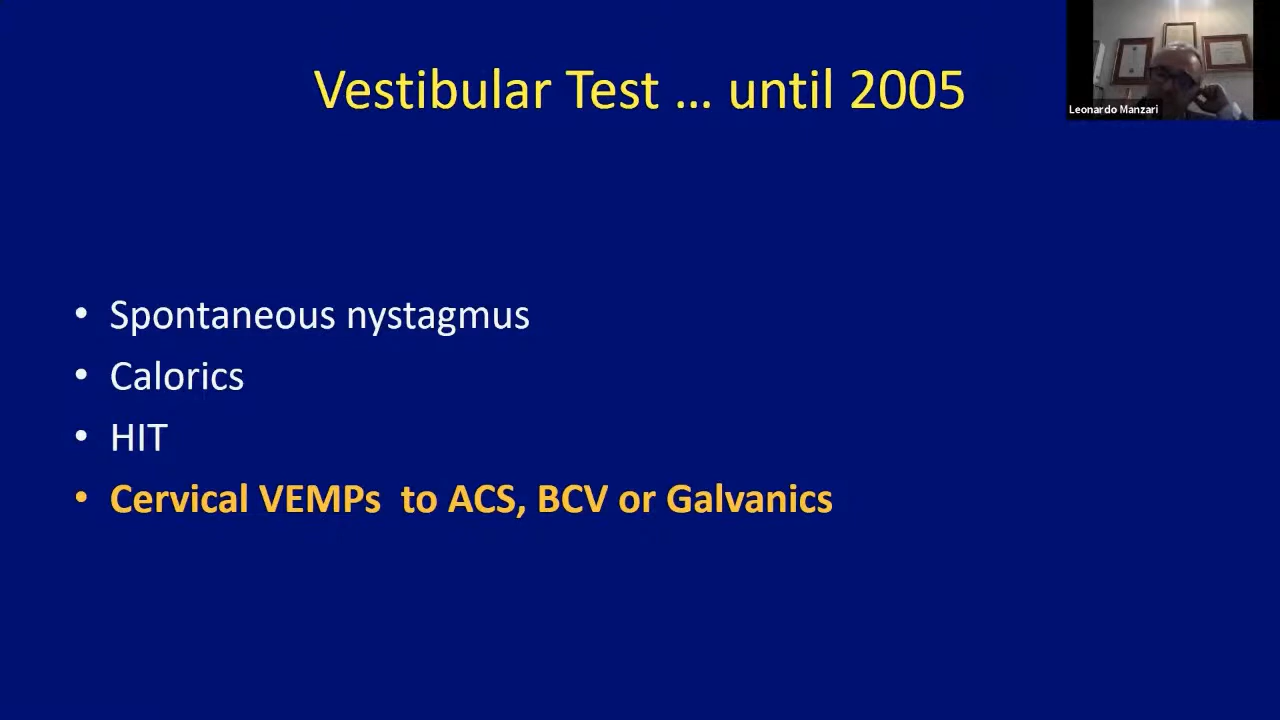 Vestibular Test ... until 2005
Leonardo Manzari
• Spontaneous nystagmus
• Calorics
• HIT
• Cervical VEMPs to ACS, BCV or Galvanics